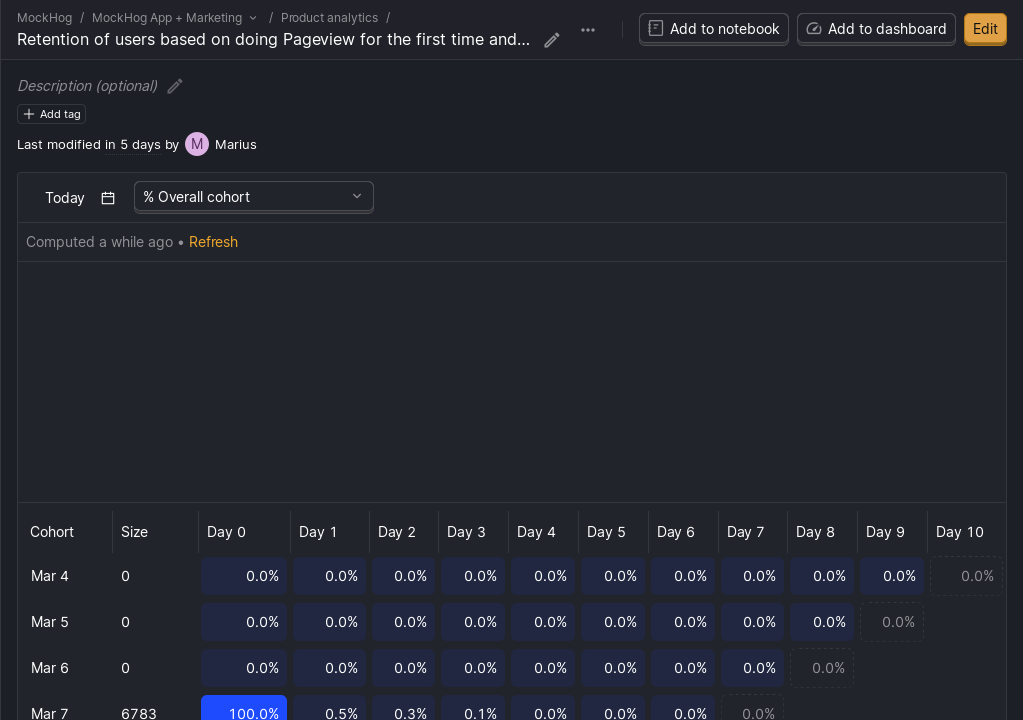 MockHog / MockHog App + Marketing / Product analytics /
Retention of users based on doing Pageview for the first time and...
Add to notebook
Add to dashboard
Edit
Description (optional)
Add tag
Last modified in 5 days by M Marius
Today
% Overall cohort
Computed a while ago • Refresh
Cohort Size Day 0 Day 1 Day 2 Day 3 Day 4 Day 5 Day 6 Day 7 Day 8 Day 9 Day 10
Mar 4 0 0.0% 0.0% 0.0% 0.0% 0.0% 0.0% 0.0% 0.0% 0.0% 0.0% 0.0%
Mar 5 0 0.0% 0.0% 0.0% 0.0% 0.0% 0.0% 0.0% 0.0% 0.0% 0.0%
Mar 6 0 0.0% 0.0% 0.0% 0.0% 0.0% 0.0% 0.0% 0.0% 0.0%
Mar 7 6783 100.0% 0.5% 0.3% 0.1% 0.0% 0.0% 0.0% 0.0%